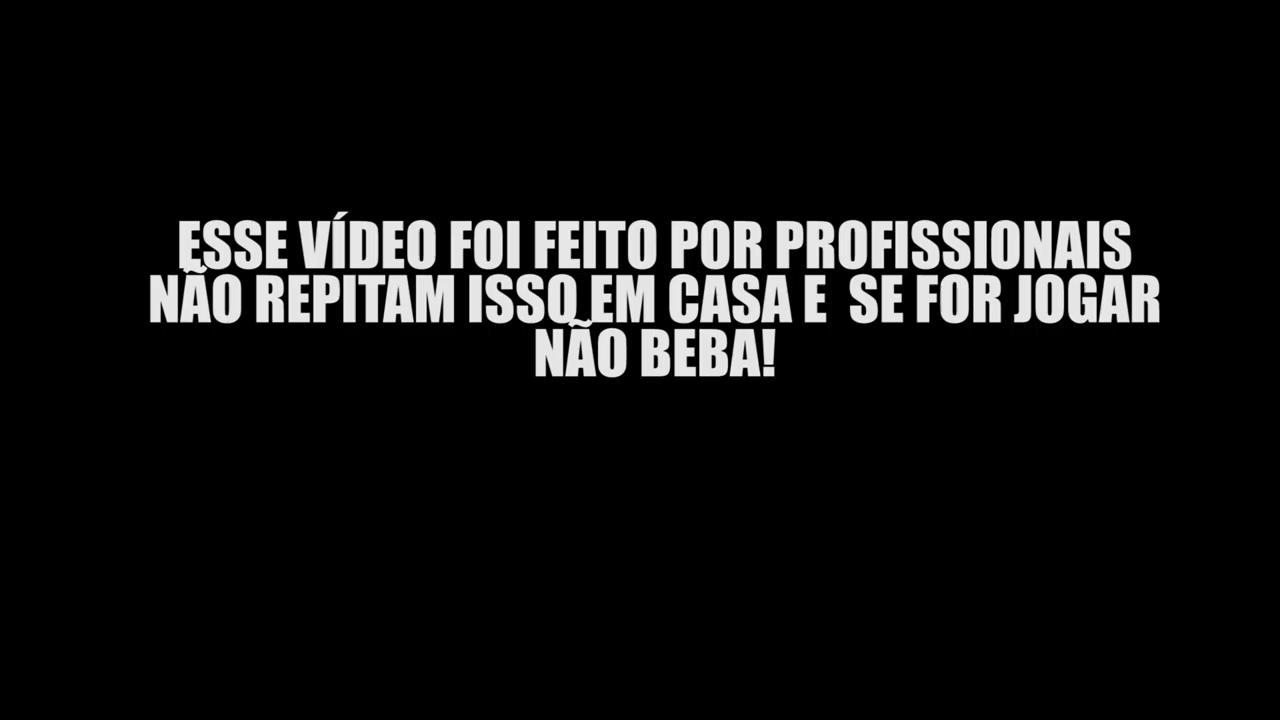 ESSE VÍDEO FOI FEITO POR PROFISSIONAIS
NÃO REPITAM ISSO EM CASA E  SE FOR JOGAR
NÃO BEBA!